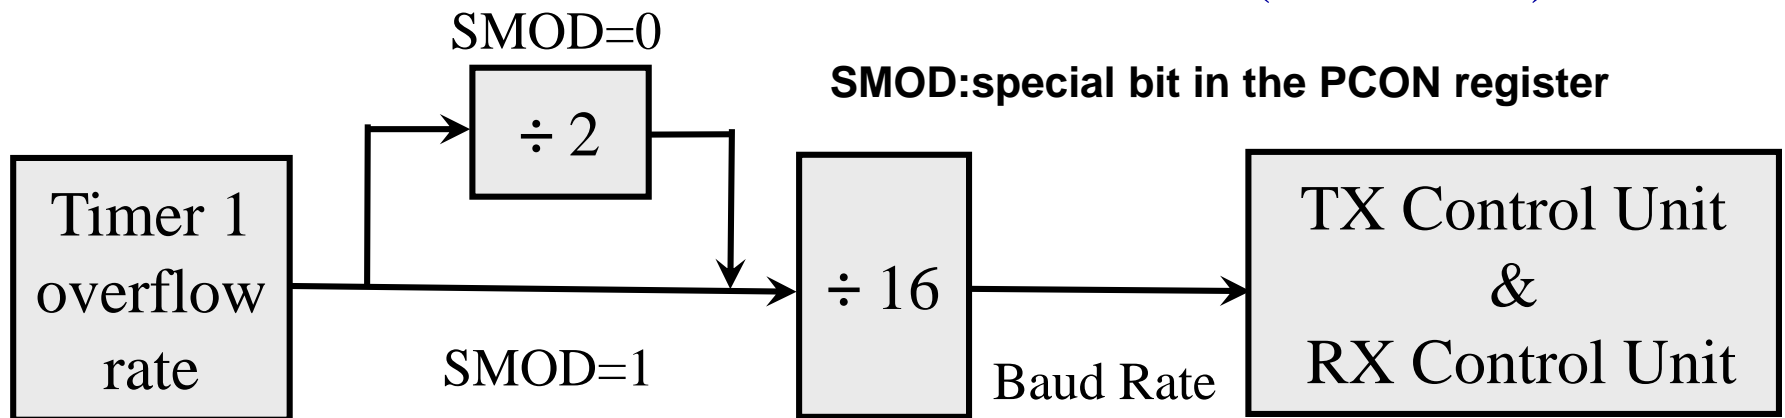 SMOD=0
SMOD:special bit in the PCON register
÷ 2
Timer 1
overflow
rate
÷ 16
TX Control Unit
&
RX Control Unit
SMOD=1
Baud Rate